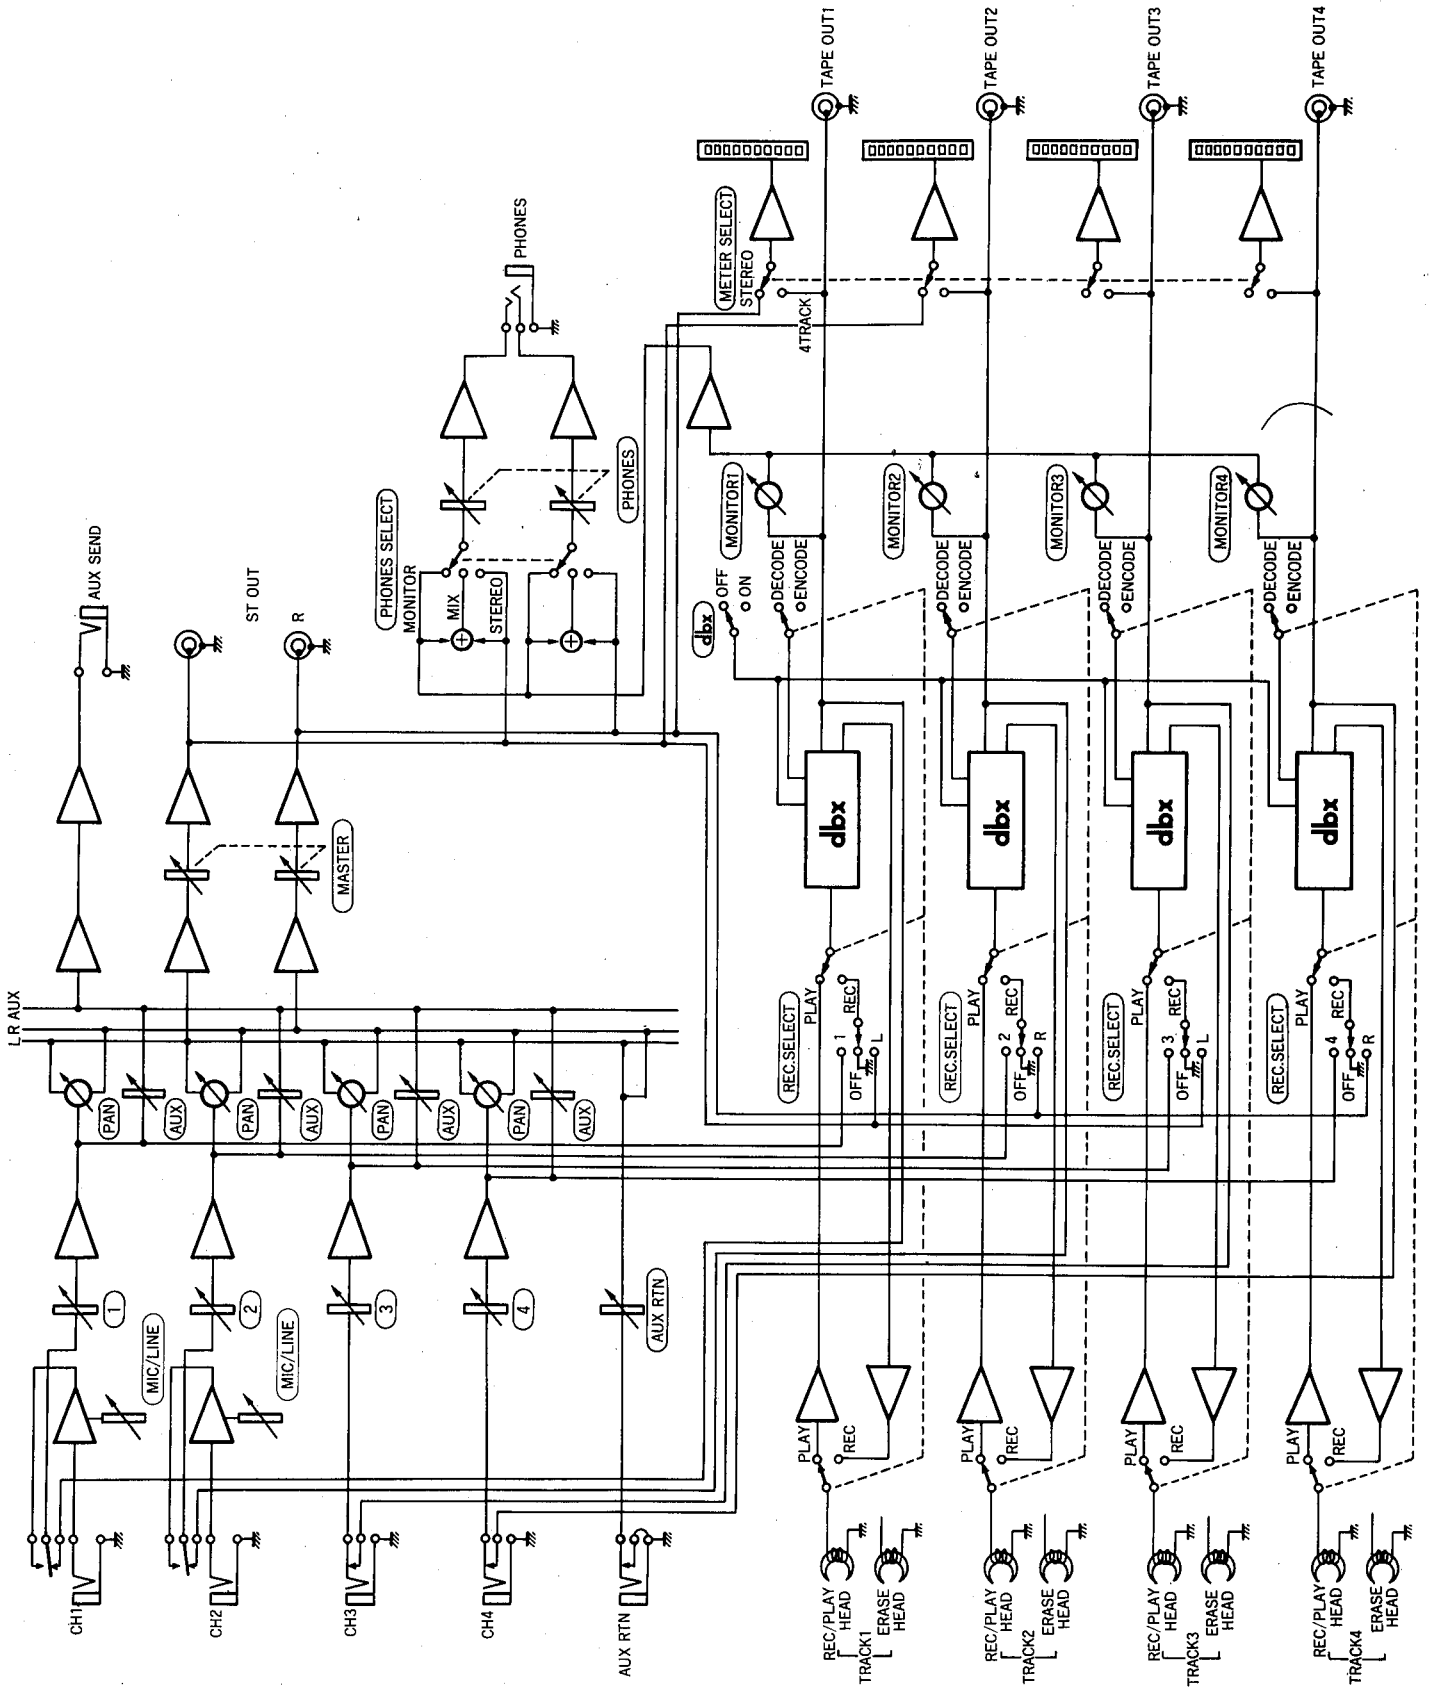 CH1
CH2
CH3
CH4
AUX RTN
MIC/LINE
MIC/LINE
1
2
3
4
AUX RTN
PAN
AUX
PAN
AUX
PAN
AUX
PAN
AUX
L R AUX
MASTER
AUX SEND
ST OUT
R
PHONES SELECT
MONITOR
MIX
STEREO
PHONES
PHONES
REC/PLAY
HEAD
ERASE
HEAD
TRACK1
PLAY
REC
REC.SELECT
PLAY
REC
1
OFF
L
dbx
dbx
OFF
ON
DECODE
ENCODE
MONITOR1
METER SELECT
STEREO
4TRACK
TAPE OUT1
REC/PLAY
HEAD
ERASE
HEAD
TRACK2
PLAY
REC
REC.SELECT
PLAY
REC
2
OFF
R
dbx
DECODE
ENCODE
MONITOR2
TAPE OUT2
REC/PLAY
HEAD
ERASE
HEAD
TRACK3
PLAY
REC
REC.SELECT
PLAY
REC
3
OFF
L
dbx
DECODE
ENCODE
MONITOR3
TAPE OUT3
REC/PLAY
HEAD
ERASE
HEAD
TRACK4
PLAY
REC
REC.SELECT
PLAY
REC
4
OFF
R
dbx
DECODE
ENCODE
MONITOR4
TAPE OUT4